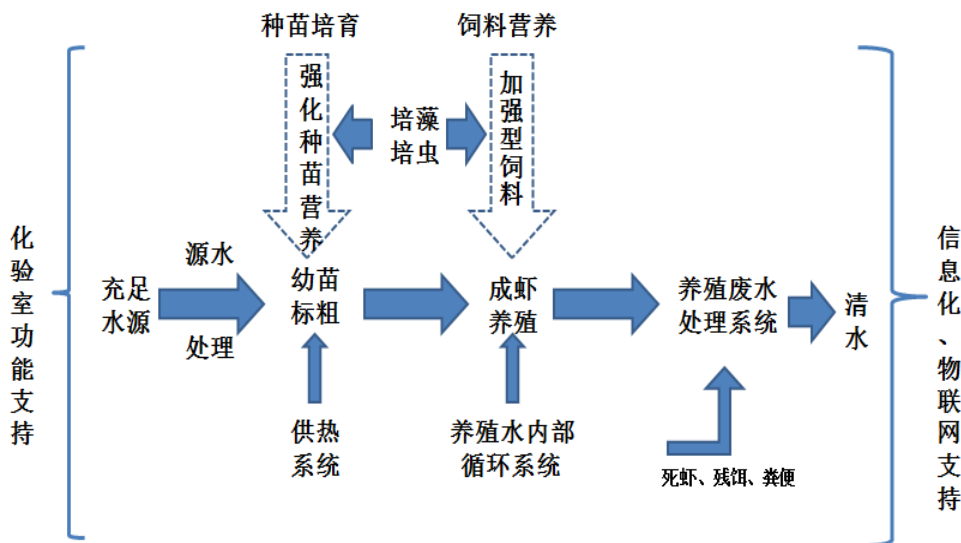 种苗培育
饲料营养
强化种苗营养
培藻
培虫
加强型饲料
化验室功能支持
充足
水源
源水
处理
幼苗
标粗
成虾
养殖
养殖废水
处理系统
清水
信息化、物联网支持
供热
系统
养殖水内部
循环系统
死虾、残饵、粪便